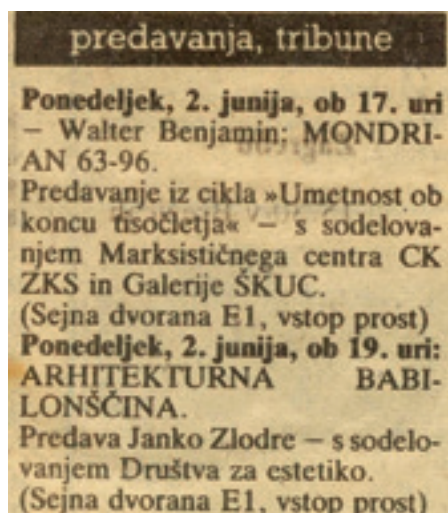 predavanja, tribune
Ponedeljek, 2. junija, ob 17. uri
– Walter Benjamin: MONDRI-
AN 63-96.
Predavanje iz cikla »Umetnost ob
koncu tisočletja« – s sodelova-
njem Marksističnega centra CK
ZKS in Galerije ŠKUC.
(Sejna dvorana E1, vstop prost)
Ponedeljek, 2. junija, ob 19. uri:
ARHITEKTURNA BABI-
LONŠČINA.
Predava Janko Zlodre – s sodelo-
vanjem Društva za estetiko.
(Sejna dvorana E1, vstop prost)